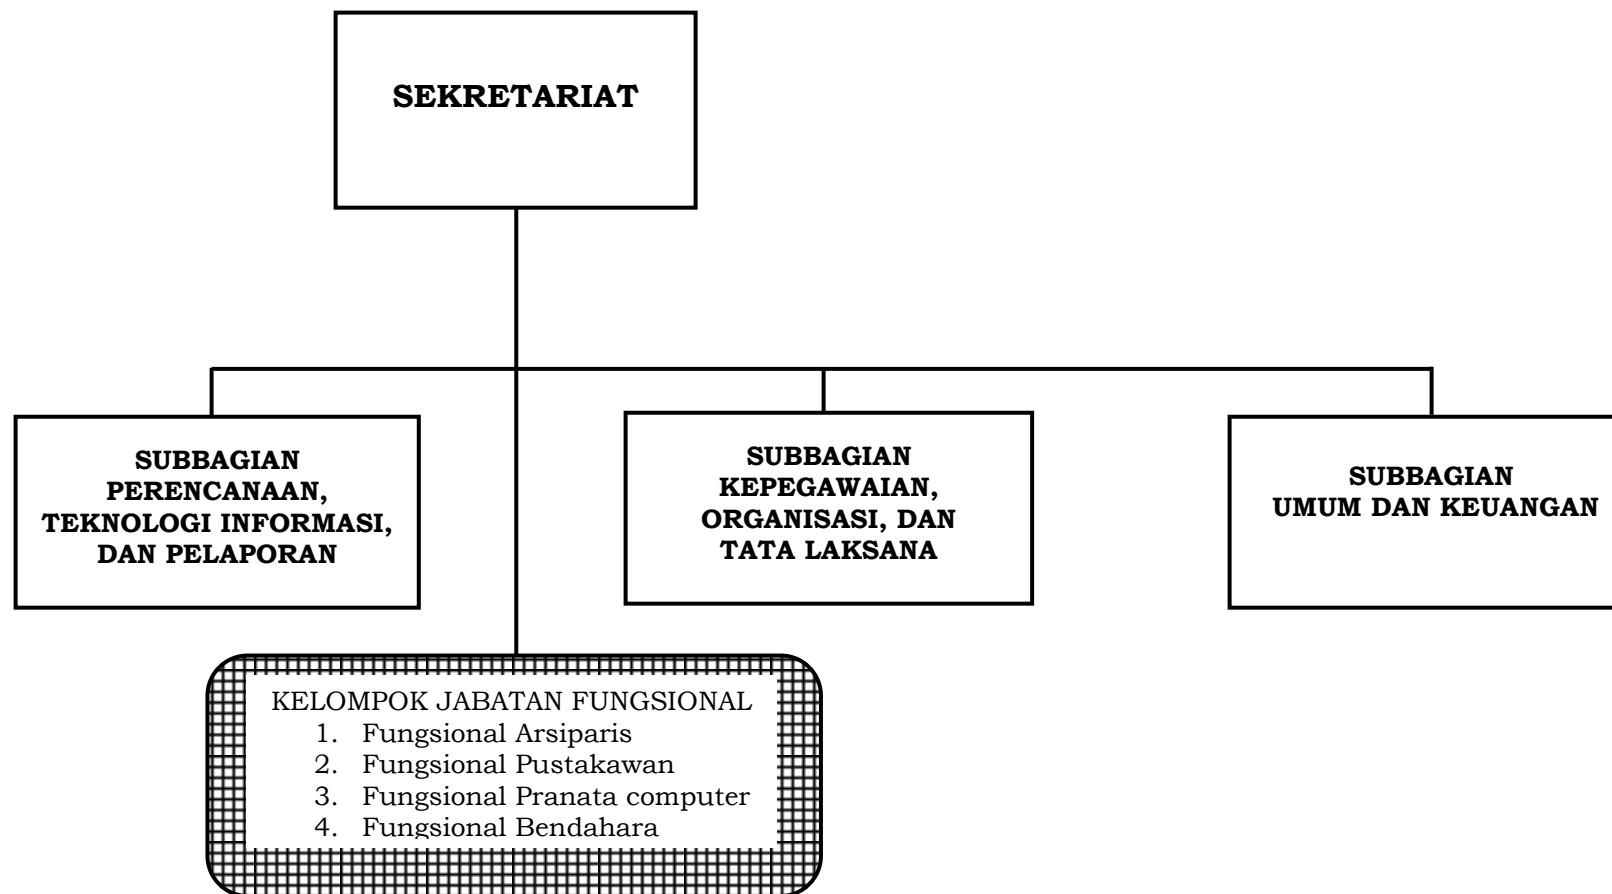 SEKRETARIAT
SUBBAGIAN
PERENCANAAN,
TEKNOLOGI INFORMASI,
DAN PELAPORAN
SUBBAGIAN
KEPEGAWAIAN,
ORGANISASI, DAN
TATA LAKSANA
SUBBAGIAN
UMUM DAN KEUANGAN
KELOMPOK JABATAN FUNGSIONAL
1. Fungsional Arsiparis
2. Fungsional Pustakawan
3. Fungsional Pranata computer
4. Fungsional Bendahara